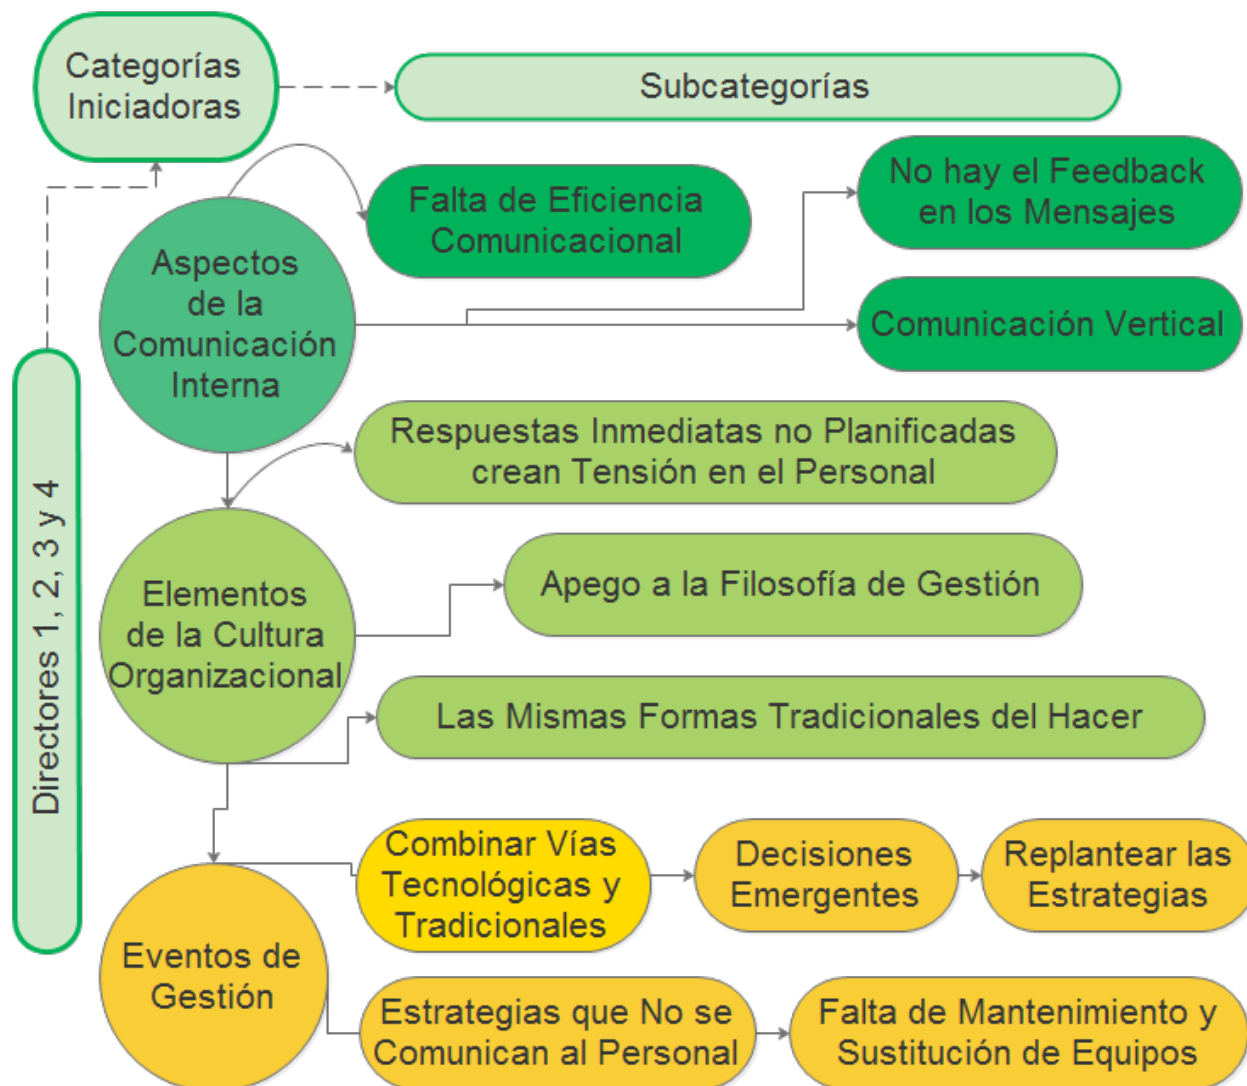 Categorías
Iniciadoras
Subcategorías
Falta de Eficiencia
Comunicacional
No hay el Feedback
en los Mensajes
Aspectos
de la
Comunicación
Interna
Comunicación Vertical
Respuestas Inmediatas no Planificadas
crean Tensión en el Personal
Directores 1, 2, 3 y 4
Elementos
de la Cultura
Organizacional
Apego a la Filosofía de Gestión
Las Mismas Formas Tradicionales del Hacer
Combinar Vías
Tecnológicas y
Tradicionales
Decisiones
Emergentes
Replantear las
Estrategias
Eventos de
Gestión
Estrategias que No se
Comunican al Personal
Falta de Mantenimiento y
Sustitución de Equipos